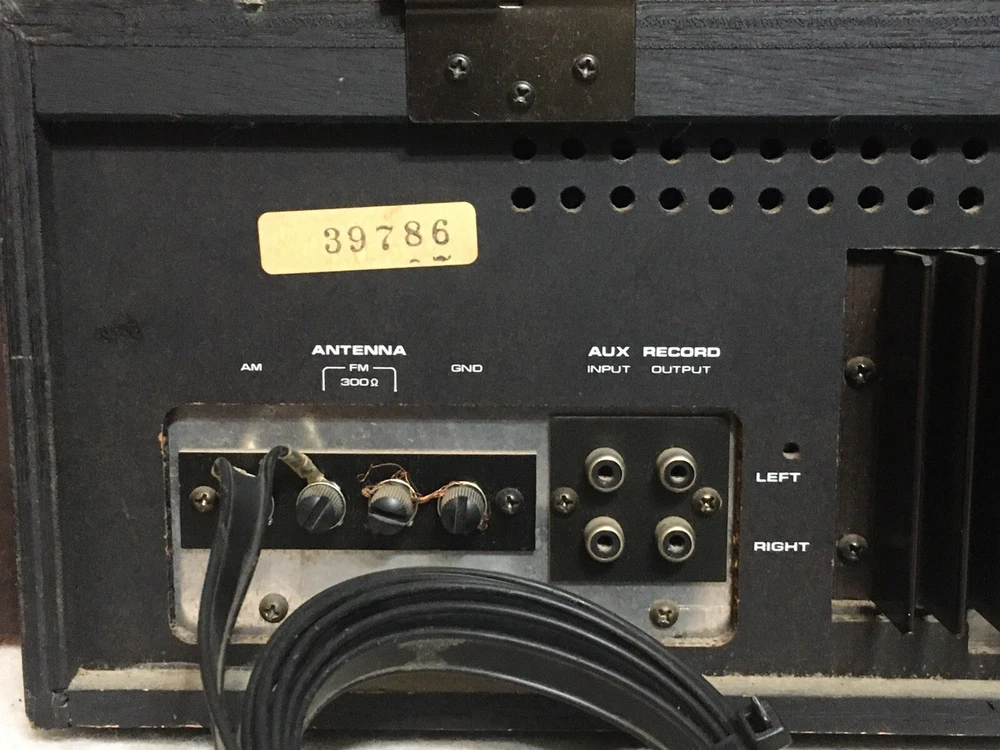 39786
ANTENNA
AM
FM
300Ω
GND
AUX RECORD
INPUT OUTPUT
LEFT
RIGHT